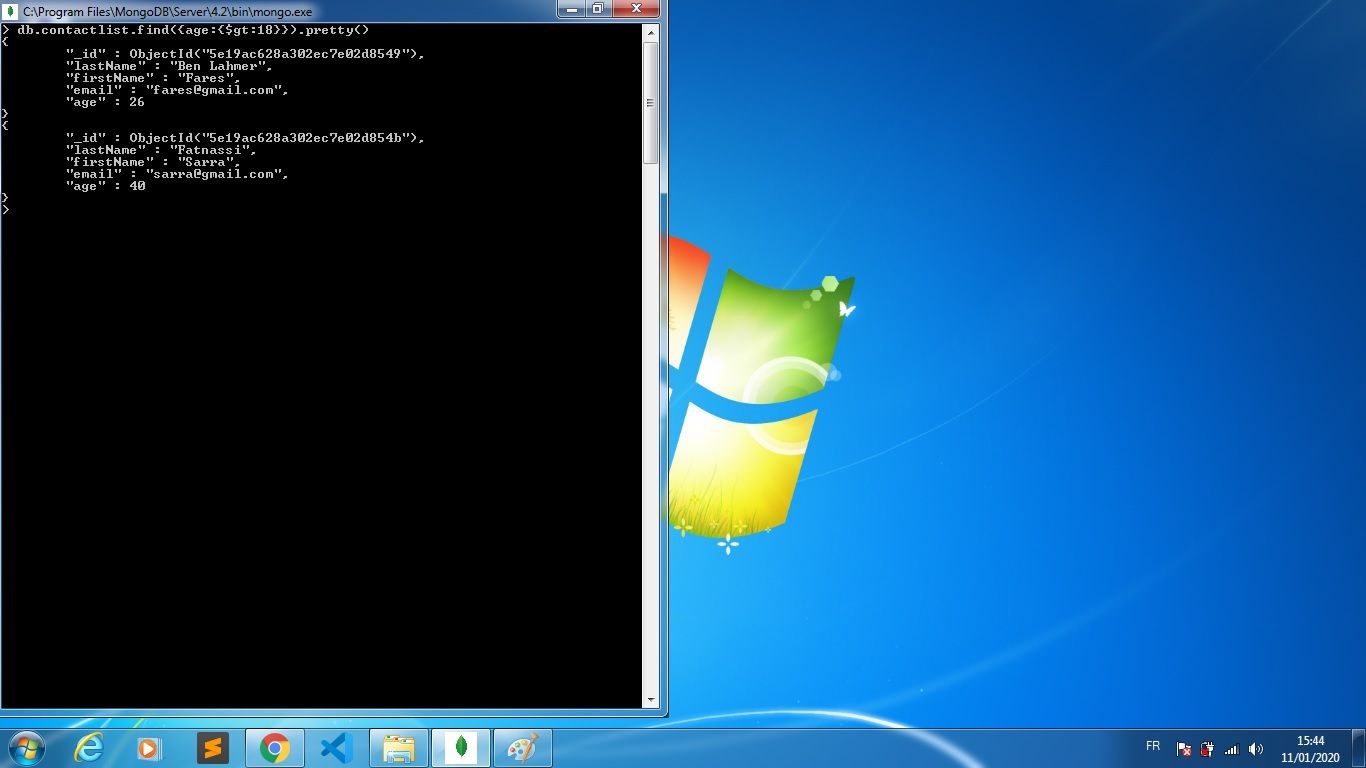 C:\Program Files\MongoDB\Server\4.2\bin\mongo.exe
> db.contactlist.find({age:{$gt:18}}).pretty()
{
"_id" : ObjectId("5e19ac628a302ec7e02d8549"),
"lastName" : "Ben Lahmer",
"firstName" : "Fares",
"email" : "fares@gmail.com",
"age" : 26
}
{
"_id" : ObjectId("5e19ac628a302ec7e02d854b"),
"lastName" : "Fatnassi",
"firstName" : "Sarra",
"email" : "sarra@gmail.com",
"age" : 40
}
>
FR
15:44
11/01/2020